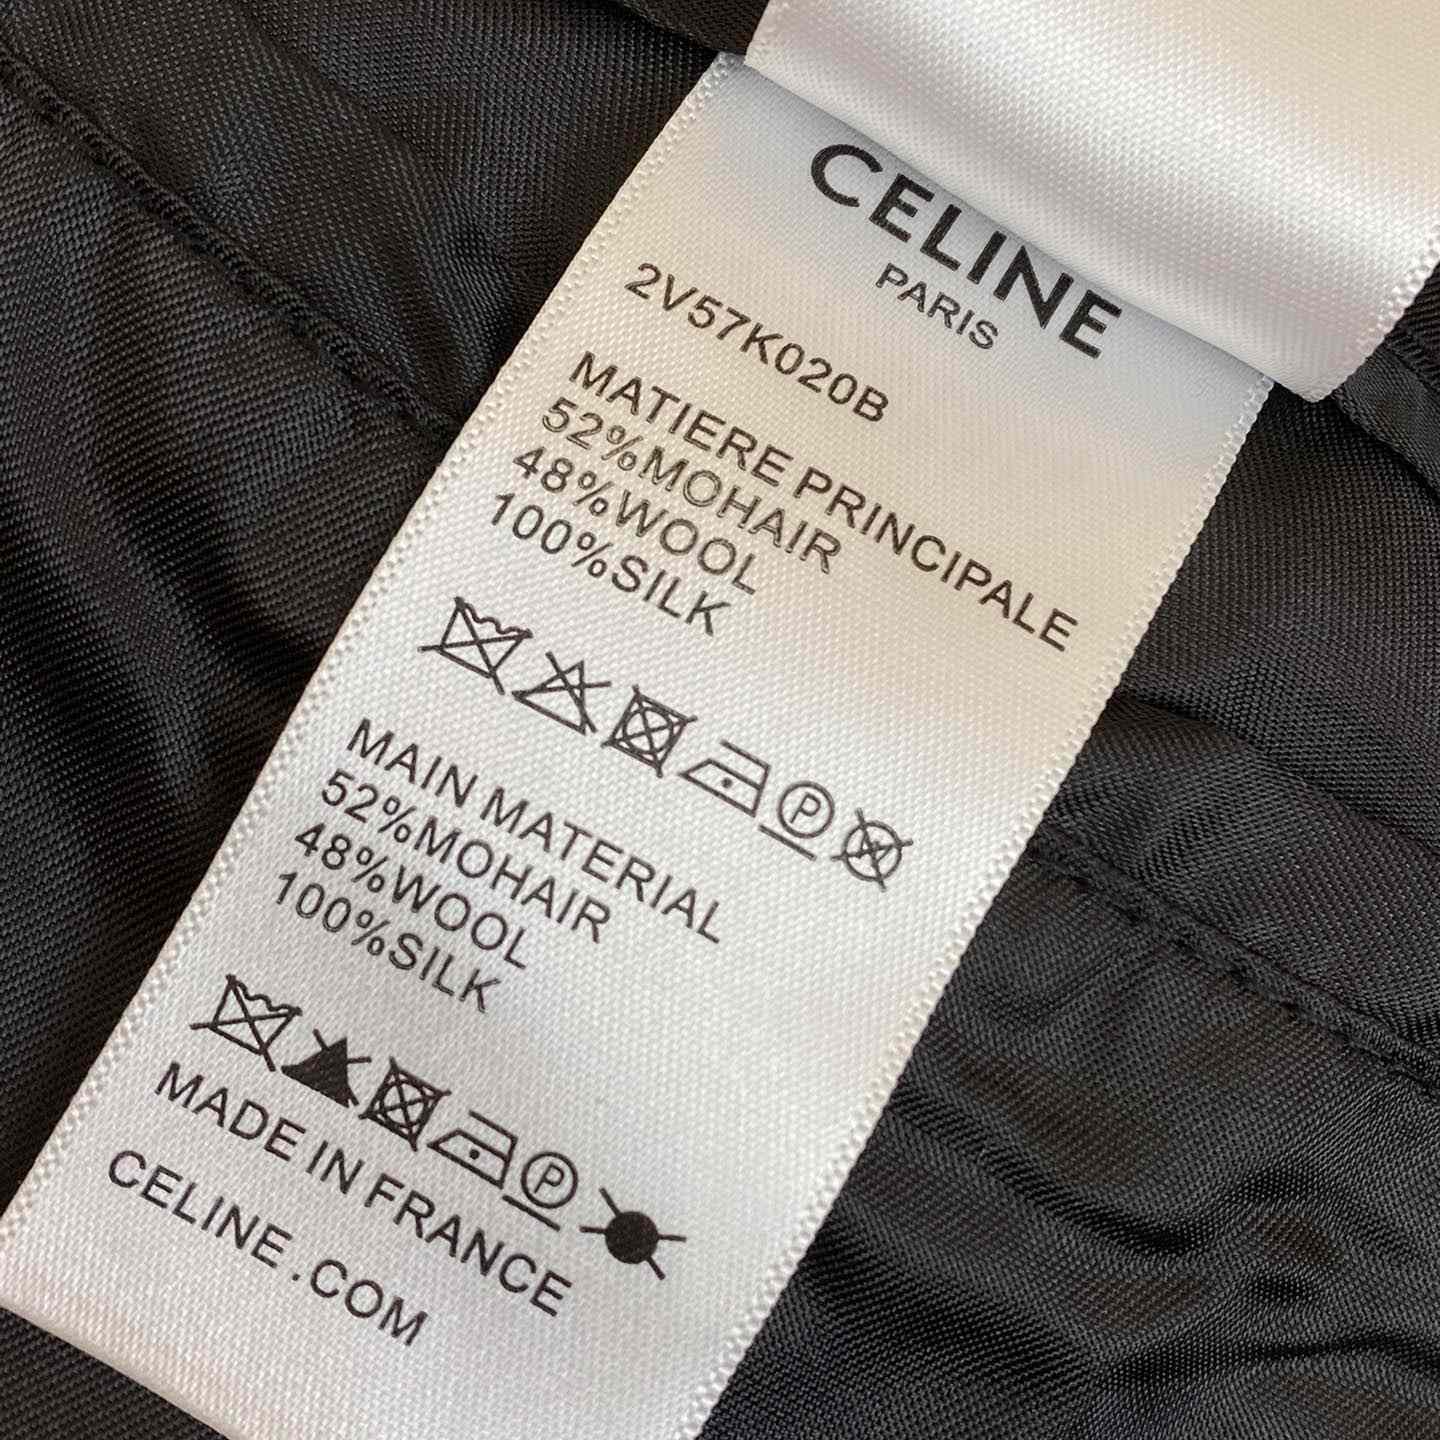 CELINE
PARIS
2V57K020B
MATIERE PRINCIPALE
52%MOHAIR
48%WOOL
100%SILK
P
MAIN MATERIAL
52%MOHAIR
48%WOOL
100%SILK
P
MADE IN FRANCE
CELINE.COM